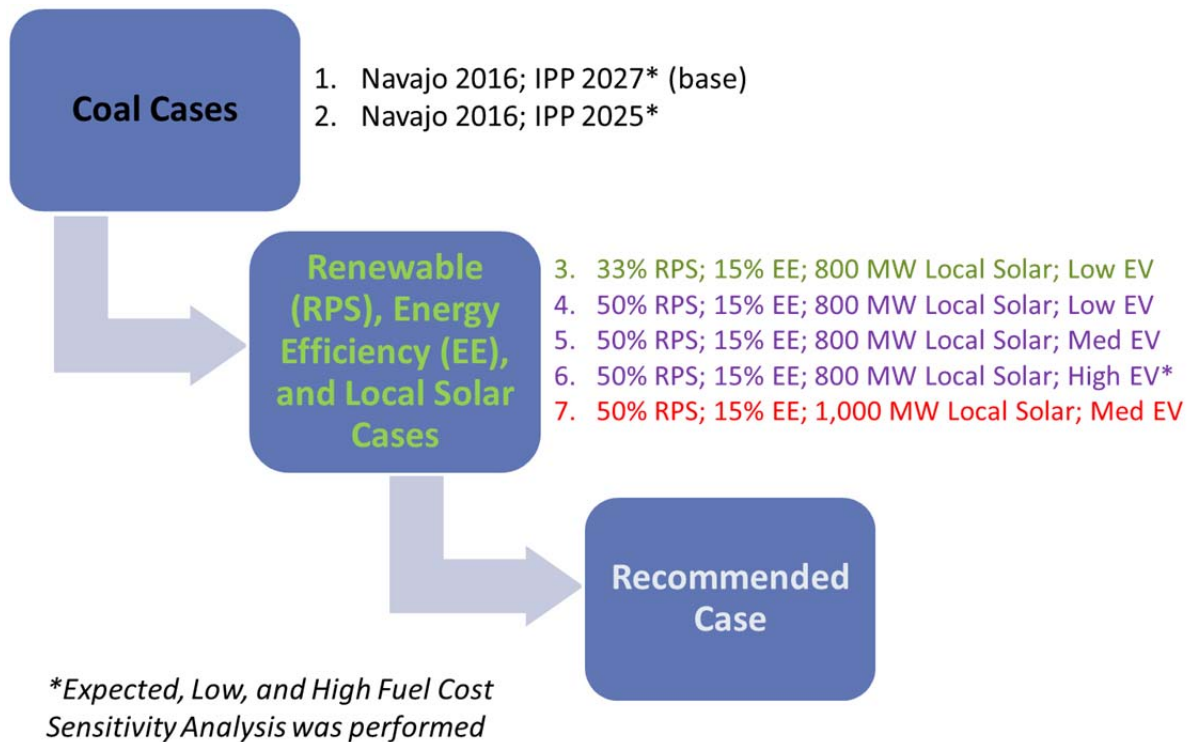 Coal Cases
1. Navajo 2016; IPP 2027* (base)
2. Navajo 2016; IPP 2025*
Renewable
(RPS), Energy
Efficiency (EE),
and Local Solar
Cases
3. 33% RPS; 15% EE; 800 MW Local Solar; Low EV
4. 50% RPS; 15% EE; 800 MW Local Solar; Low EV
5. 50% RPS; 15% EE; 800 MW Local Solar; Med EV
6. 50% RPS; 15% EE; 800 MW Local Solar; High EV*
7. 50% RPS; 15% EE; 1,000 MW Local Solar; Med EV
Recommended
Case
*Expected, Low, and High Fuel Cost
Sensitivity Analysis was performed